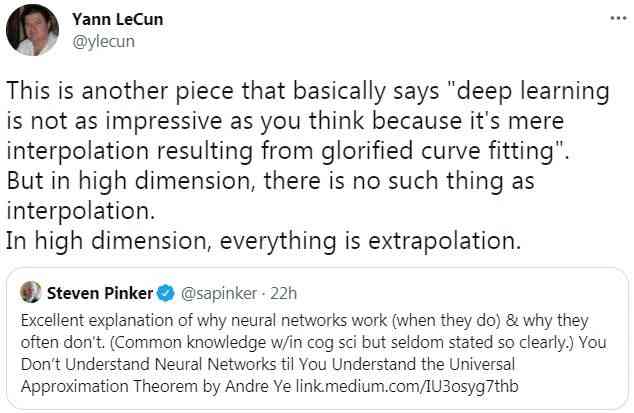 Yann LeCun
@ylecun
This is another piece that basically says "deep learning
is not as impressive as you think because it's mere
interpolation resulting from glorified curve fitting".
But in high dimension, there is no such thing as
interpolation.
In high dimension, everything is extrapolation.
Steven Pinker @sapinker · 22h
Excellent explanation of why neural networks work (when they do) & why they
often don't. (Common knowledge w/in cog sci but seldom stated so clearly.) You
Don't Understand Neural Networks til You Understand the Universal
Approximation Theorem by Andre Ye link.medium.com/IU3osyg7thb